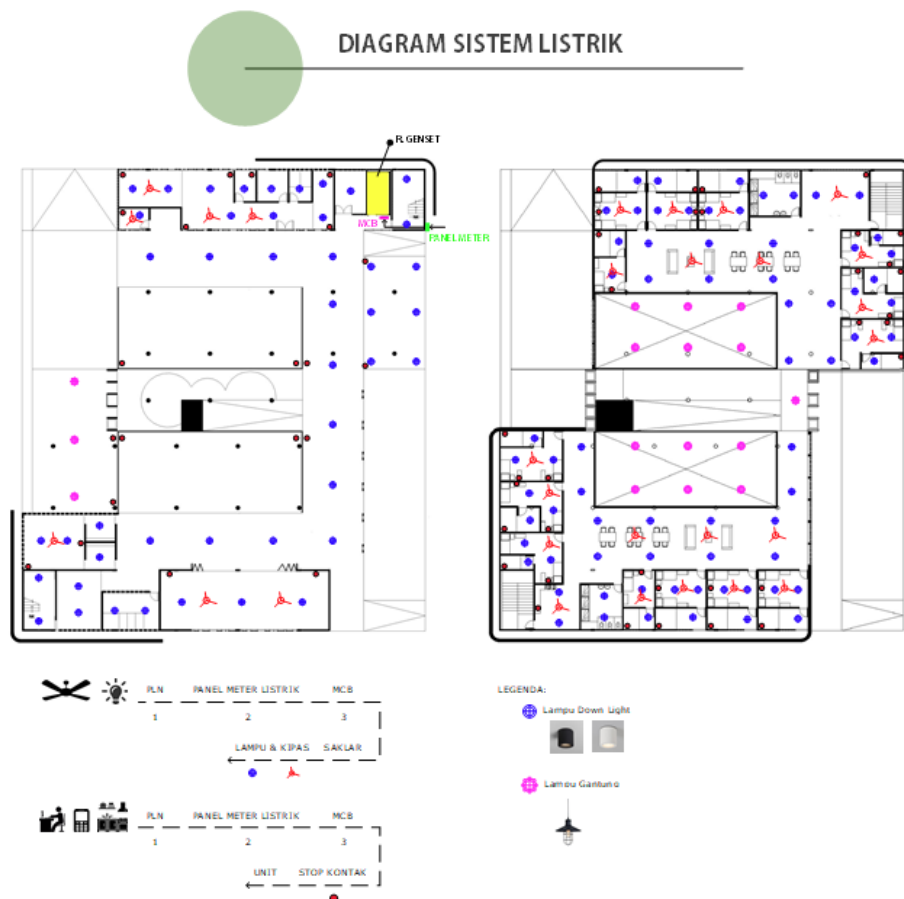 DIAGRAM SISTEM LISTRIK
R. GENSET
MCB
PANEL METER
PLN PANEL METER LISTRIK MCB
1 2 3
LAMPU & KIPAS SAKLAR
PLN PANEL METER LISTRIK MCB
1 2 3
UNIT STOP KONTAK
LEGENDA:
Lampu Down Light
Lampu Gantung